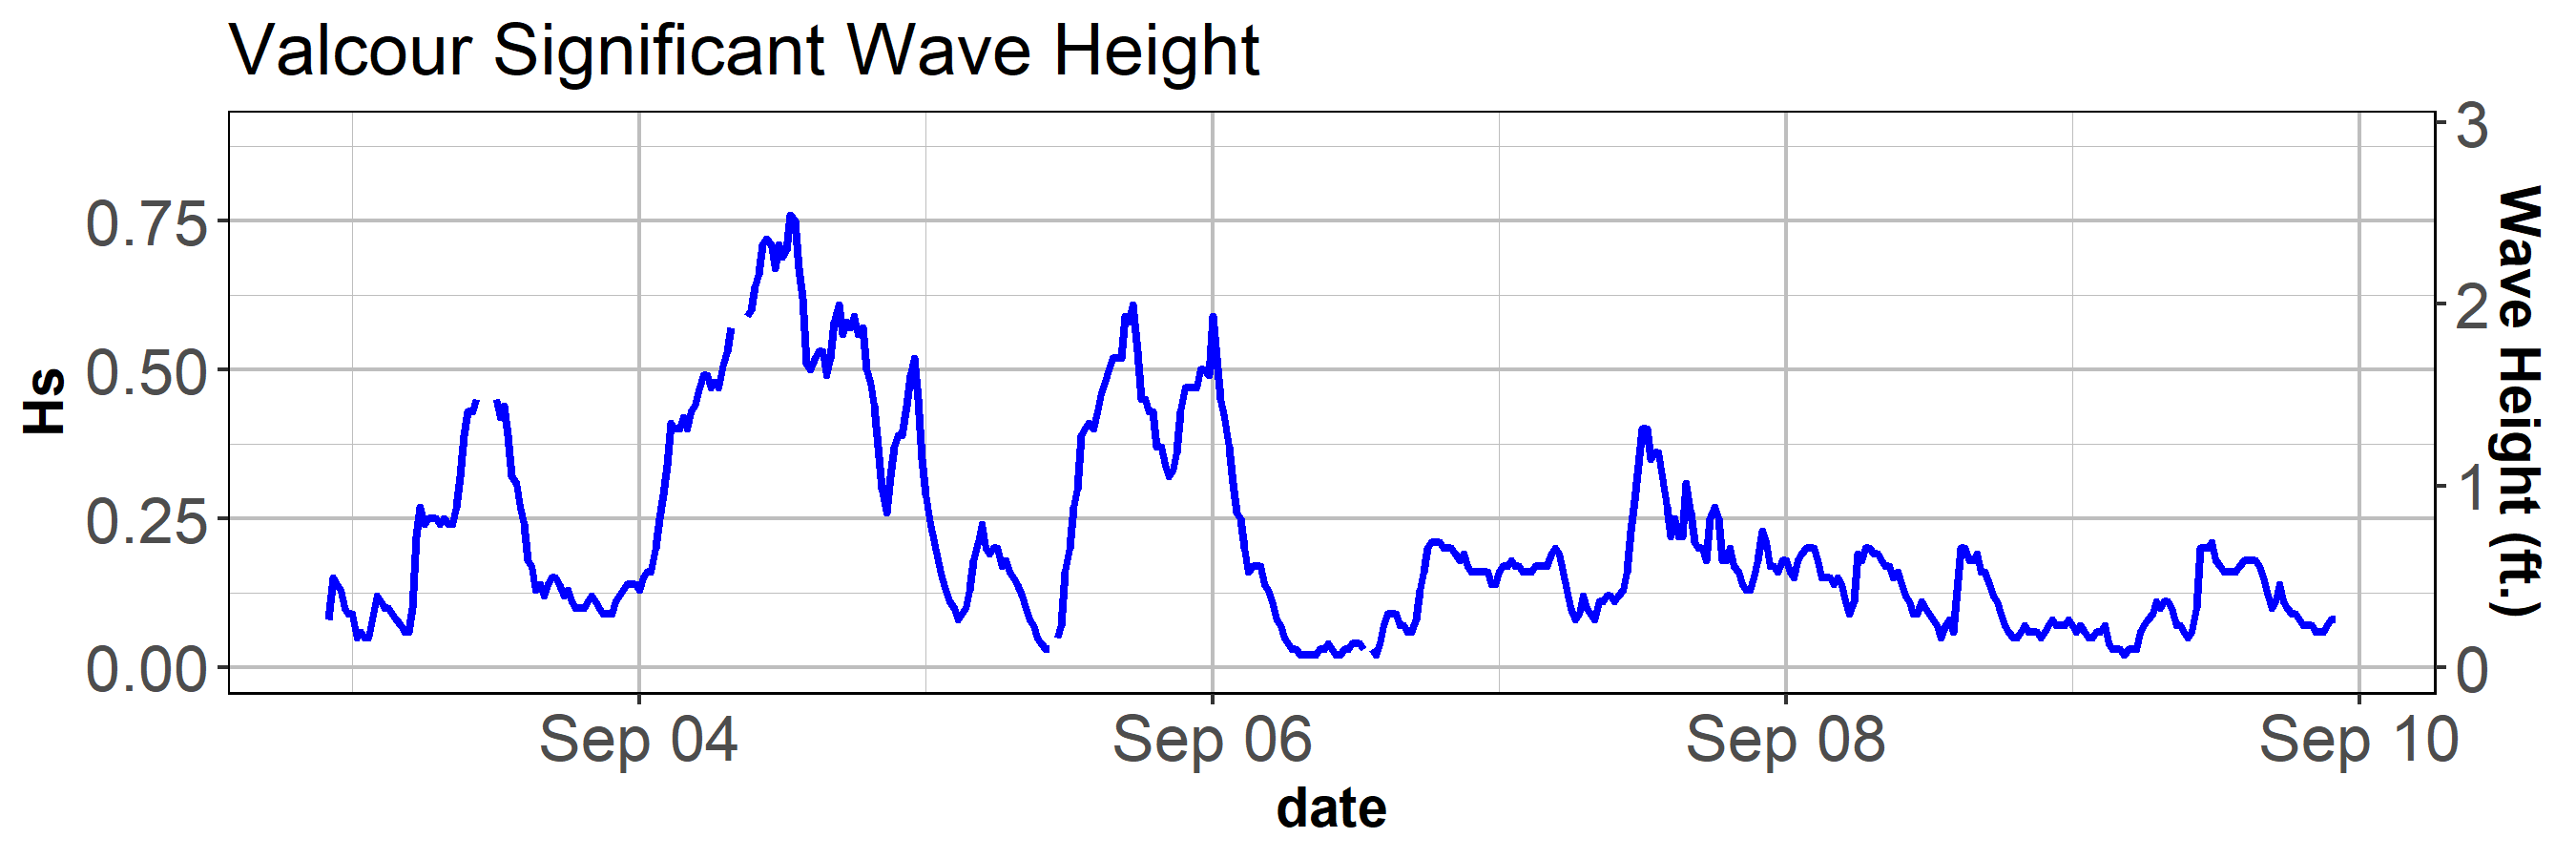 Valcour Significant Wave Height
Hs
0.75
0.50
0.25
0.00
3
2
1
0
Wave Height (ft.)
Sep 04 Sep 06 Sep 08 Sep 10
date